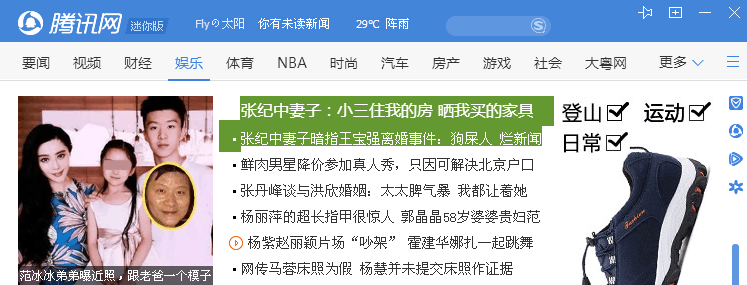 腾讯网 迷你版 Fly的太阳 你有未读新闻 29℃ 阵雨
要闻 视频 财经 娱乐 体育 NBA 时尚 汽车 房产 游戏 社会 大粤网 更多
张纪中妻子：小三住我的房 晒我买的家具
张纪中妻子暗指王宝强离婚事件：狗屎人 烂新闻
鲜肉男星降价参加真人秀，只因可解决北京户口
张丹峰谈与洪欣婚姻：太太脾气暴 我都让着她
杨丽萍的超长指甲很惊人 郭晶晶58岁婆婆贵妇范
杨紫赵丽颖片场“吵架” 霍建华娜扎一起跳舞
网传马蓉床照为假 杨慧并未提交床照作证据
范冰冰弟弟曝近照，跟老爸一个模子
登山 运动
日常